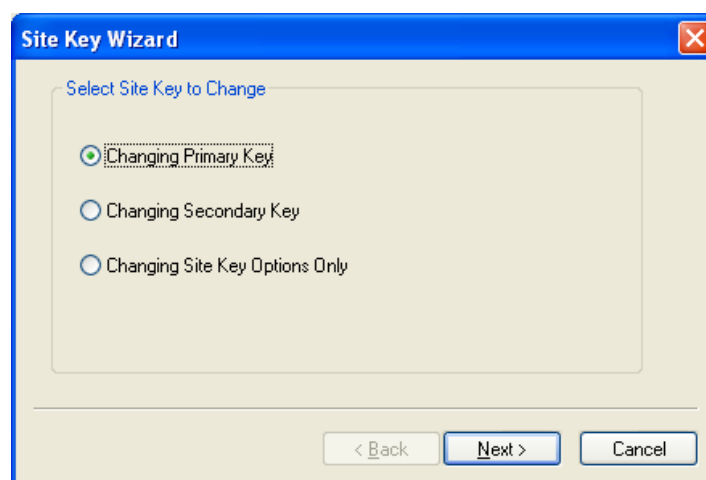 Site Key Wizard
Select Site Key to Change
Changing Primary Key
Changing Secondary Key
Changing Site Key Options Only
< Back Next > Cancel